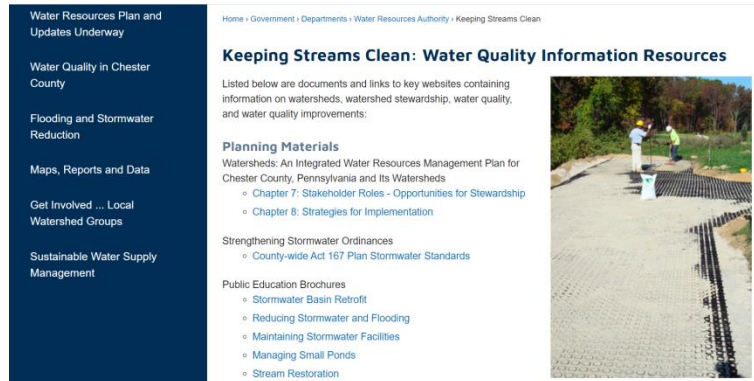 Water Resources Plan and
Updates Underway
Water Quality in Chester
County
Flooding and Stormwater
Reduction
Maps, Reports and Data
Get Involved ... Local
Watershed Groups
Sustainable Water Supply
Management
Home › Government › Departments › Water Resources Authority › Keeping Streams Clean
Keeping Streams Clean: Water Quality Information Resources
Listed below are documents and links to key websites containing
information on watersheds, watershed stewardship, water quality,
and water quality improvements:
Planning Materials
Watersheds: An Integrated Water Resources Management Plan for
Chester County, Pennsylvania and Its Watersheds
Chapter 7: Stakeholder Roles - Opportunities for Stewardship
Chapter 8: Strategies for Implementation
Strengthening Stormwater Ordinances
County-wide Act 167 Plan Stormwater Standards
Public Education Brochures
Stormwater Basin Retrofit
Reducing Stormwater and Flooding
Maintaining Stormwater Facilities
Managing Small Ponds
Stream Restoration